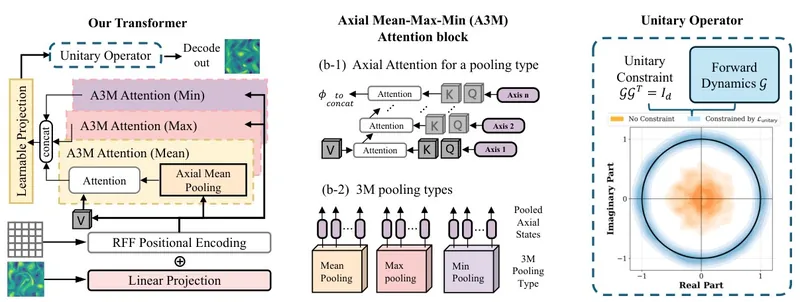 Our Transformer
Unitary Operator
Decode
out
A3M Attention (Min)
A3M Attention (Max)
A3M Attention (Mean)
Learnable Projection
concat
Attention
Axial Mean
Pooling
V
RFF Positional Encoding
⊕
Linear Projection
Axial Mean-Max-Min (A3M)
Attention block
(b-1) Axial Attention for a pooling type
ϕ to
concat
Attention
K
Q
Axis n
Attention
K
Q
Axis 2
V
Attention
K
Q
Axis 1
(b-2) 3M pooling types
Pooled
Axial
States
Mean
Pooling
Max
pooling
Min
Pooling
3M
Pooling
Type
Unitary Operator
Unitary
Constraint
𝒢𝒢ᵀ = I_d
Forward
Dynamics 𝒢
No Constraint
Constrained by ℒunitary
Imaginary Part
1
0
−1
−1
0
1
Real Part